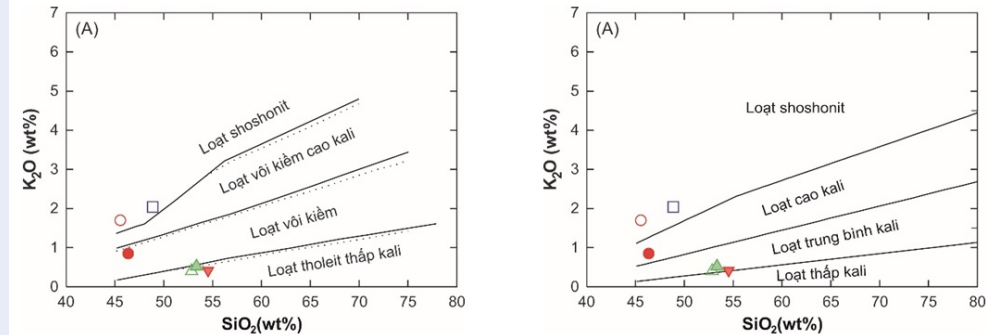 (A)
K₂O (wt%)
7
6
5
4
3
2
1
0
Loạt shoshonit
Loạt vôi kiềm cao kali
Loạt vôi kiềm
Loạt tholeit thấp kali
40 45 50 55 60 65 70 75 80
SiO₂(wt%)
(A)
K₂O (wt%)
7
6
5
4
3
2
1
0
Loạt shoshonit
Loạt cao kali
Loạt trung bình kali
Loạt thấp kali
40 45 50 55 60 65 70 75 80
SiO₂(wt%)